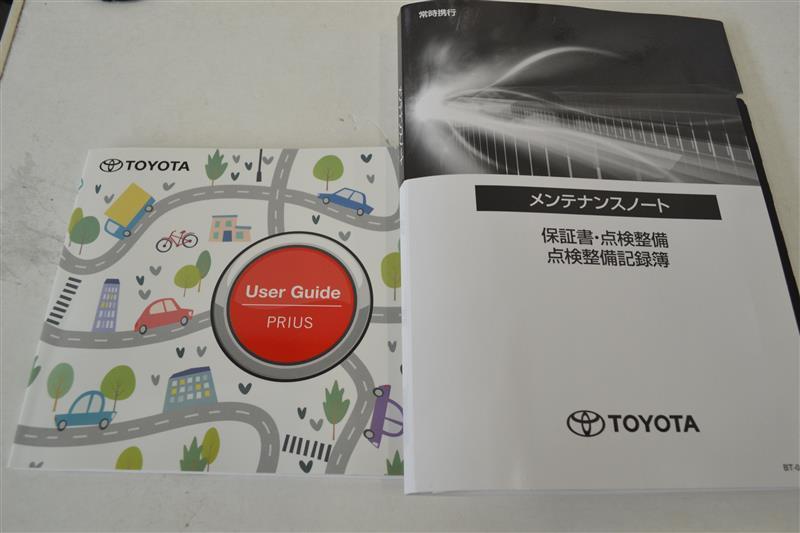 TOYOTA
User Guide
PRIUS
常時携行
TOYOTA
メンテナンスノート
保証書・点検整備
点検整備記録簿
TOYOTA